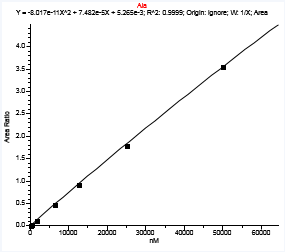 Ala
Y = -8.017e-11X^2 + 7.482e-5X + 5.265e-3; R^2: 0.9999; Origin: Ignore; W: 1/X; Area
4.0
3.5
3.0
2.5
2.0
1.5
1.0
0.5
0.0
Area Ratio
0 10000 20000 30000 40000 50000 60000
nM